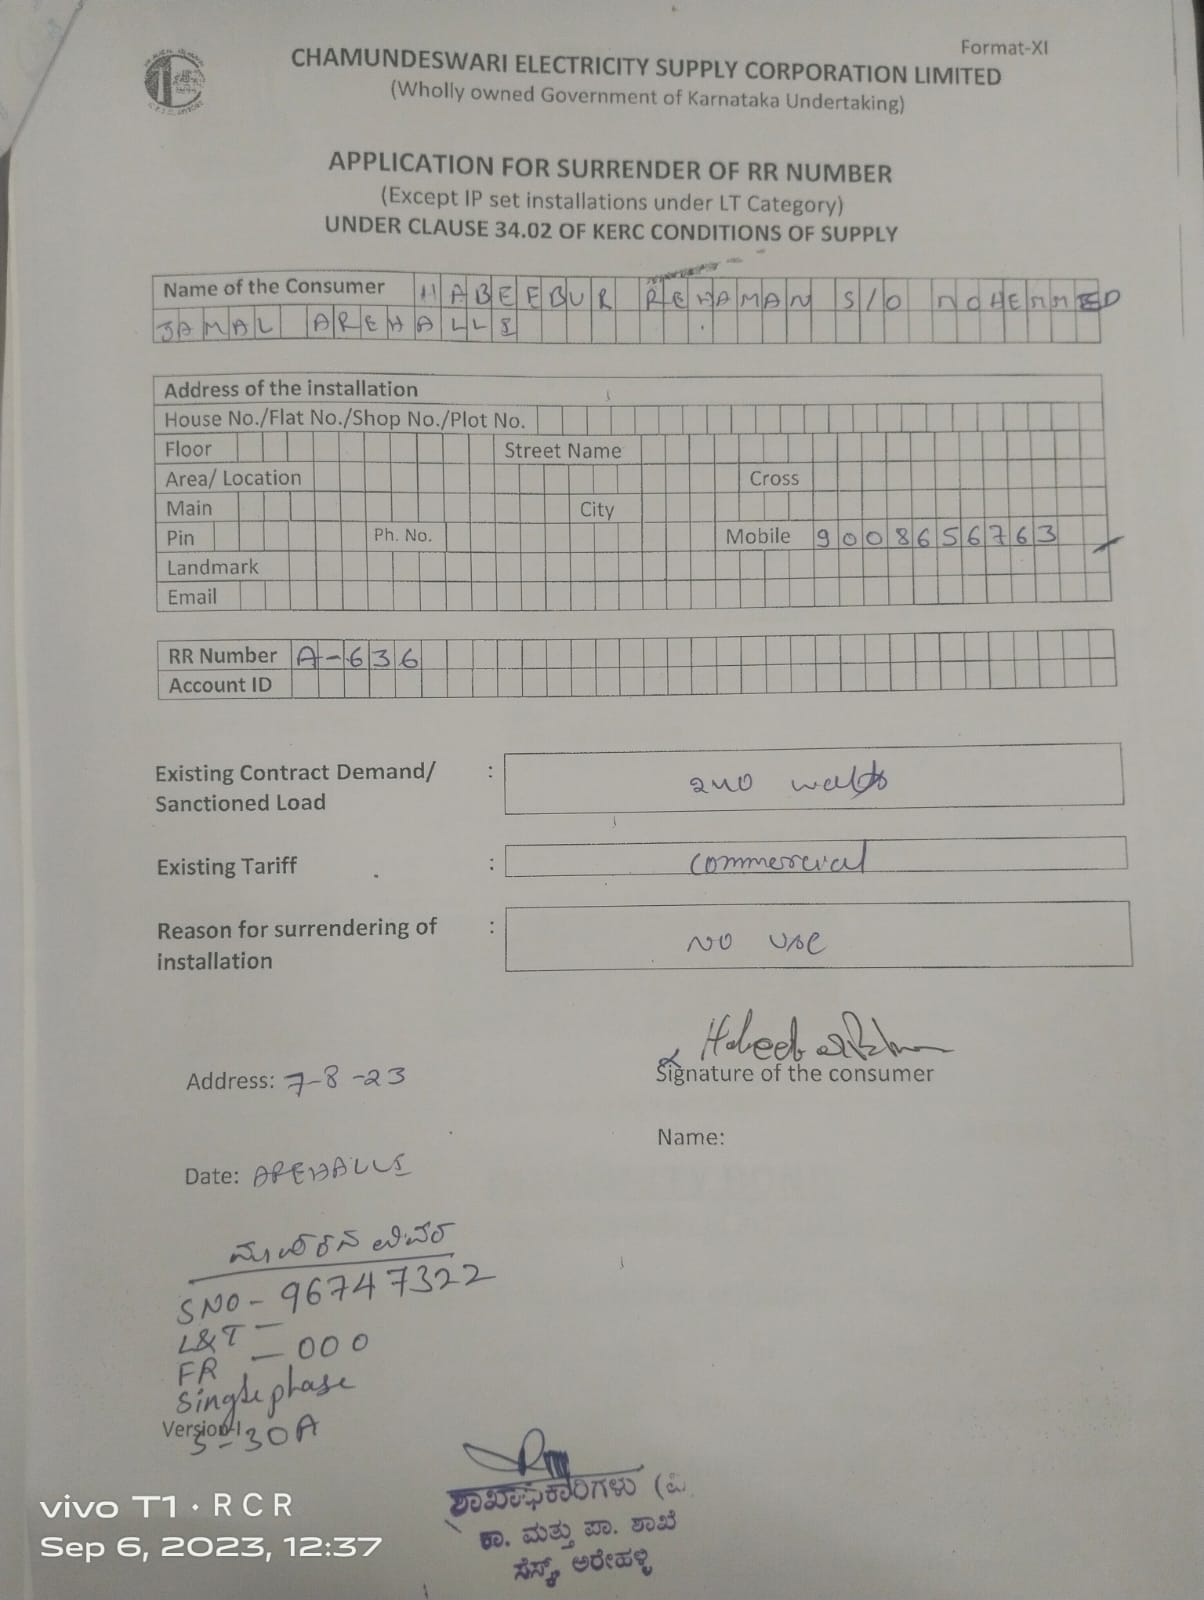 Format-XI
CHAMUNDESWARI ELECTRICITY SUPPLY CORPORATION LIMITED
(Wholly owned Government of Karnataka Undertaking)
APPLICATION FOR SURRENDER OF RR NUMBER
(Except IP set installations under LT Category)
UNDER CLAUSE 34.02 OF KERC CONDITIONS OF SUPPLY
Name of the Consumer HABEEBUR REHAMAN S/O MOHEMMED
JAMAL AREHALLI
Address of the installation
House No./Flat No./Shop No./Plot No.
Floor Street Name
Area/ Location Cross
Main City
Pin Ph. No. Mobile 9008656763
Landmark
Email
RR Number A-636
Account ID
Existing Contract Demand/ : 240 watts
Sanctioned Load
Existing Tariff : Commercial
Reason for surrendering of : NO USE
installation
Signature of the consumer
Address: 7-8-23
Name:
Date: AREHALLI
ವಿವರ
SNO - 96747322
L&T -
FR - 000
Single phase
Version-I
5-30A
ಶಾಖಾಧಿಕಾರಿಗಳು (ವಿ
ಕಾ. ಮತ್ತು ಪಾ. ಶಾಖೆ
ಸೆಸ್ಕ್, ಅರೇಹಳ್ಳಿ
vivo T1 · RCR
Sep 6, 2023, 12:37